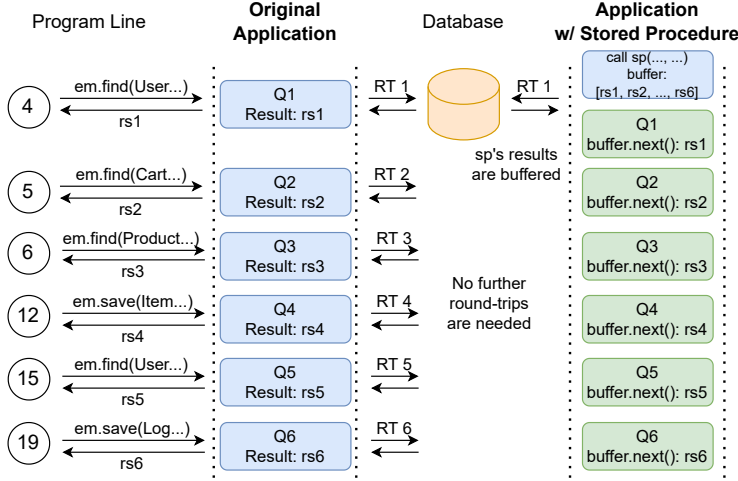 Program Line
Original
Application
Database
Application
w/ Stored Procedure
4
em.find(User...)
rs1
Q1
Result: rs1
RT 1
RT 1
call sp(..., ...)
buffer:
[rs1, rs2, ..., rs6]
Q1
buffer.next(): rs1
sp's results
are buffered
5
em.find(Cart...)
rs2
Q2
Result: rs2
RT 2
Q2
buffer.next(): rs2
6
em.find(Product...)
rs3
Q3
Result: rs3
RT 3
Q3
buffer.next(): rs3
No further
round-trips
are needed
12
em.save(Item...)
rs4
Q4
Result: rs4
RT 4
Q4
buffer.next(): rs4
15
em.find(User...)
rs5
Q5
Result: rs5
RT 5
Q5
buffer.next(): rs5
19
em.save(Log...)
rs6
Q6
Result: rs6
RT 6
Q6
buffer.next(): rs6